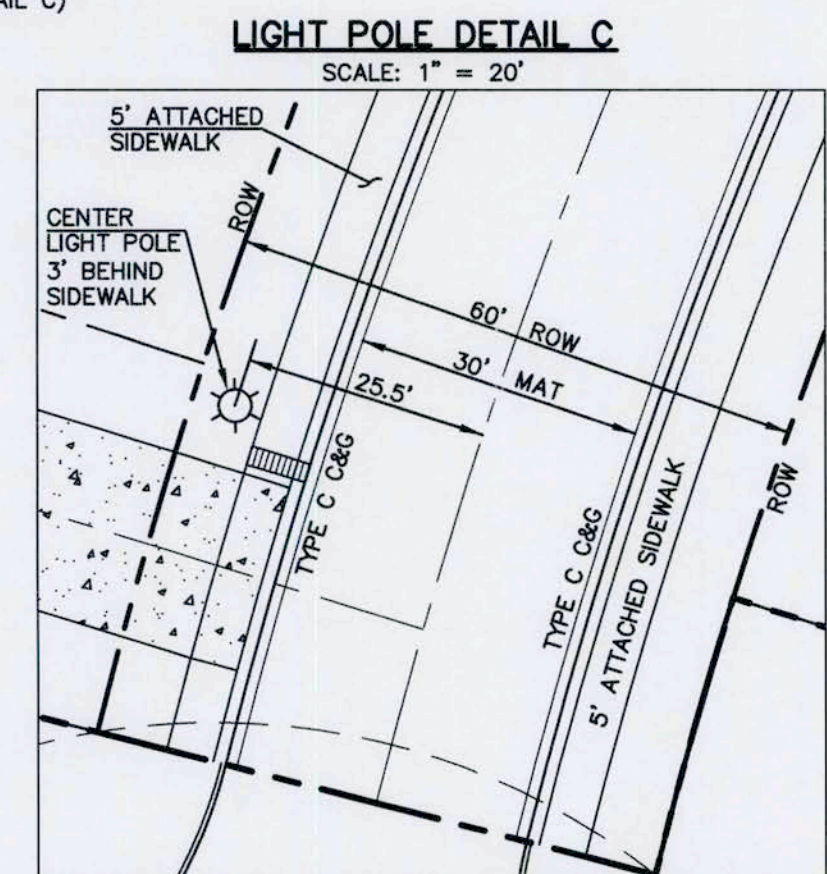 AIL C)
LIGHT POLE DETAIL C
SCALE: 1" = 20'
5' ATTACHED
SIDEWALK
ROW
CENTER
LIGHT POLE
3' BEHIND
SIDEWALK
60' ROW
30' MAT
25.5'
TYPE C C&G
TYPE C C&G
5' ATTACHED SIDEWALK
ROW